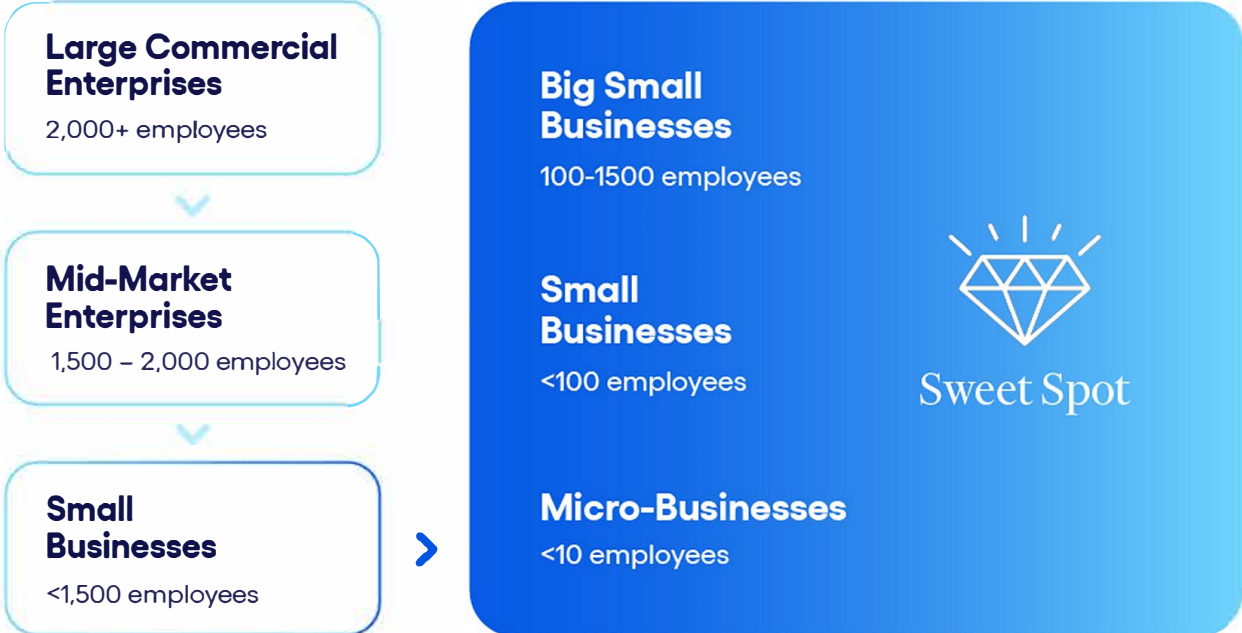 Large Commercial
Enterprises
2,000+ employees
Mid-Market
Enterprises
1,500 – 2,000 employees
Small
Businesses
<1,500 employees
Big Small
Businesses
100-1500 employees
Small
Businesses
<100 employees
Micro-Businesses
<10 employees
Sweet Spot